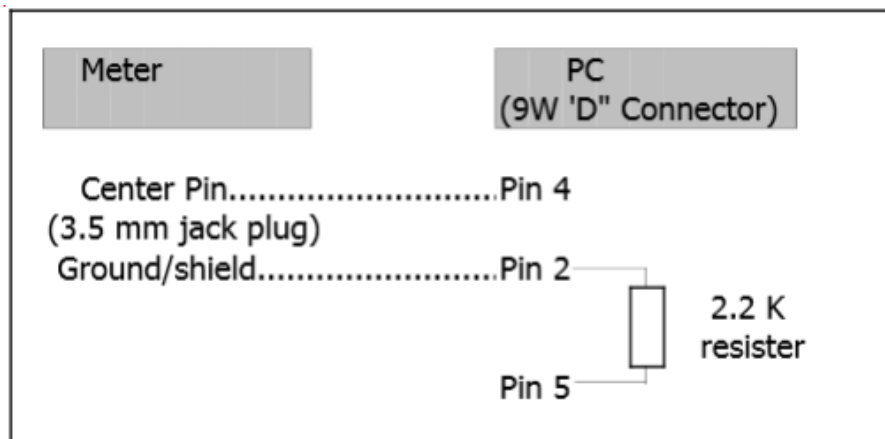 Meter
PC
(9W 'D" Connector)
Center Pin............................Pin 4
(3.5 mm jack plug)
Ground/shield.........................Pin 2
2.2 K
resister
Pin 5